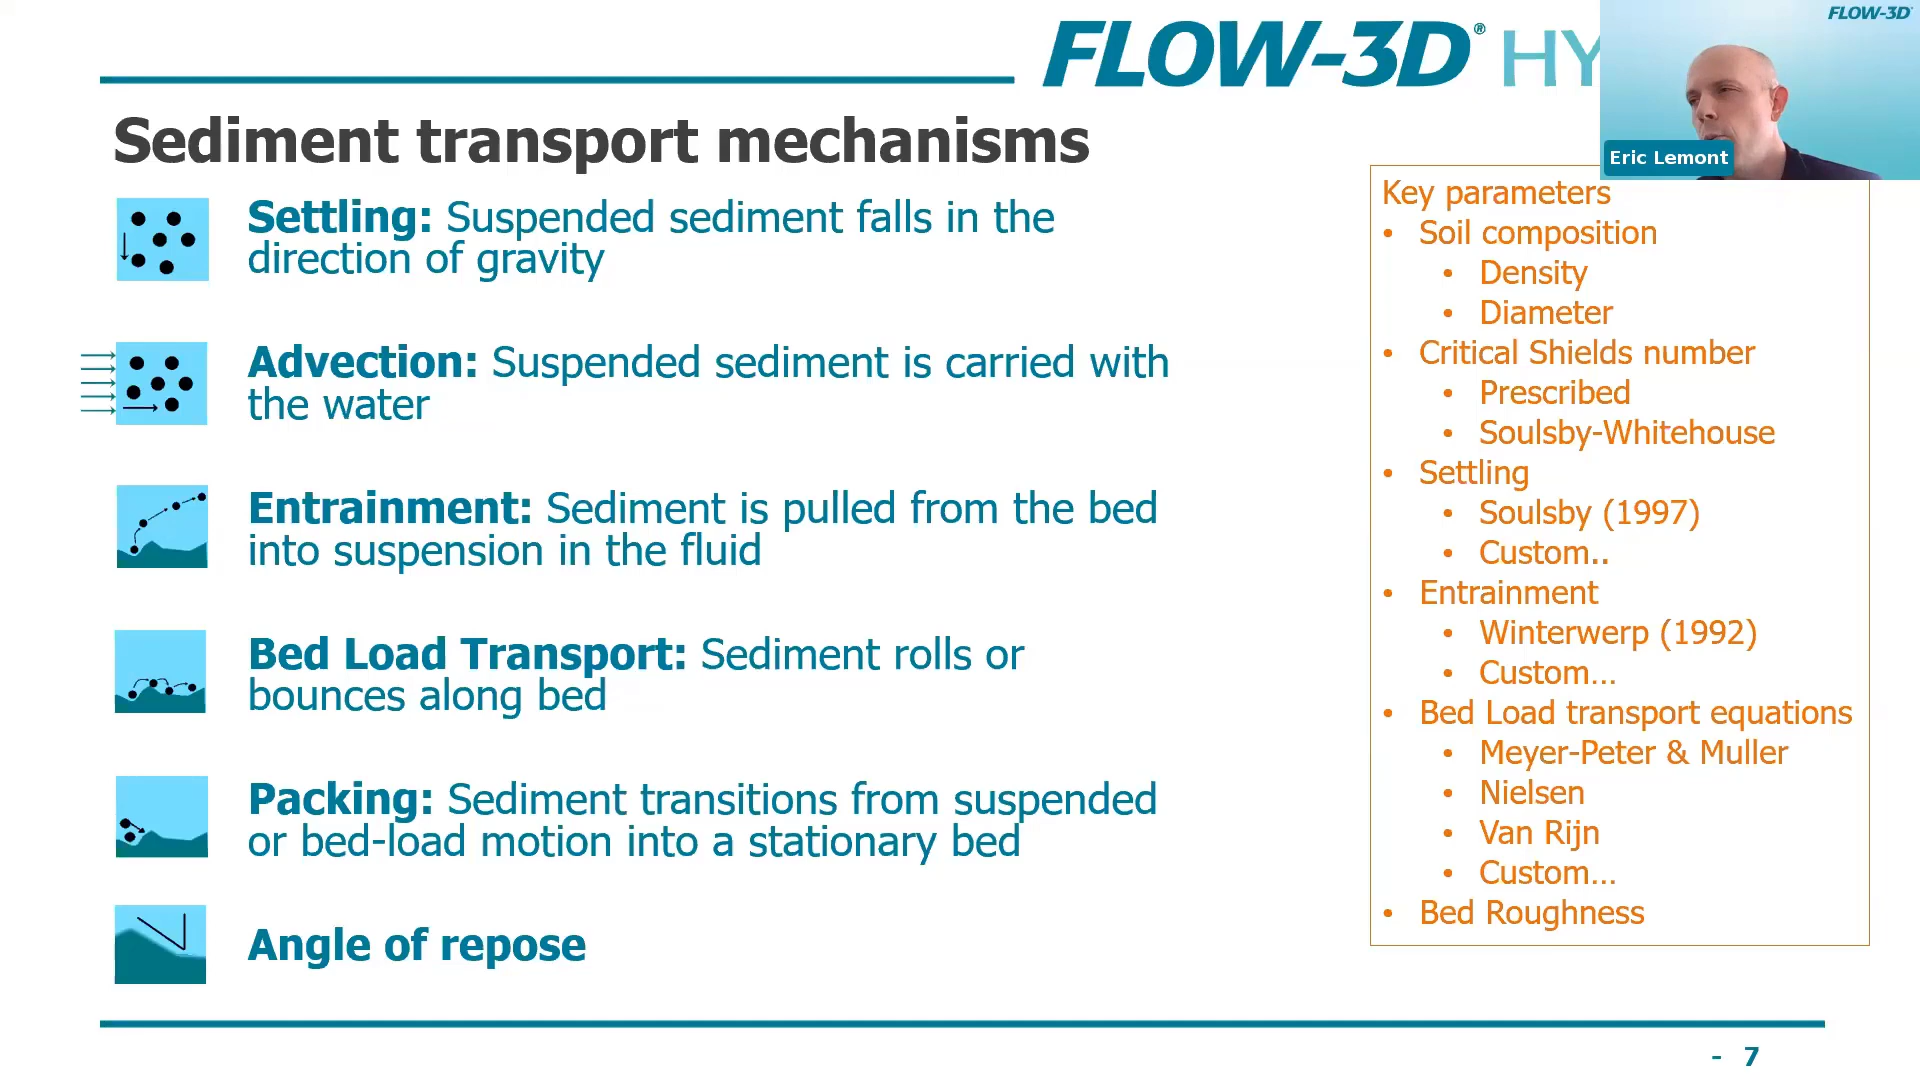 FLOW-3D® HY
FLOW-3D
Eric Lemont
Sediment transport mechanisms
Settling: Suspended sediment falls in the
direction of gravity
Advection: Suspended sediment is carried with
the water
Entrainment: Sediment is pulled from the bed
into suspension in the fluid
Bed Load Transport: Sediment rolls or
bounces along bed
Packing: Sediment transitions from suspended
or bed-load motion into a stationary bed
Angle of repose
Key parameters
• Soil composition
• Density
• Diameter
• Critical Shields number
• Prescribed
• Soulsby-Whitehouse
• Settling
• Soulsby (1997)
• Custom..
• Entrainment
• Winterwerp (1992)
• Custom...
• Bed Load transport equations
• Meyer-Peter & Muller
• Nielsen
• Van Rijn
• Custom...
• Bed Roughness
- 7